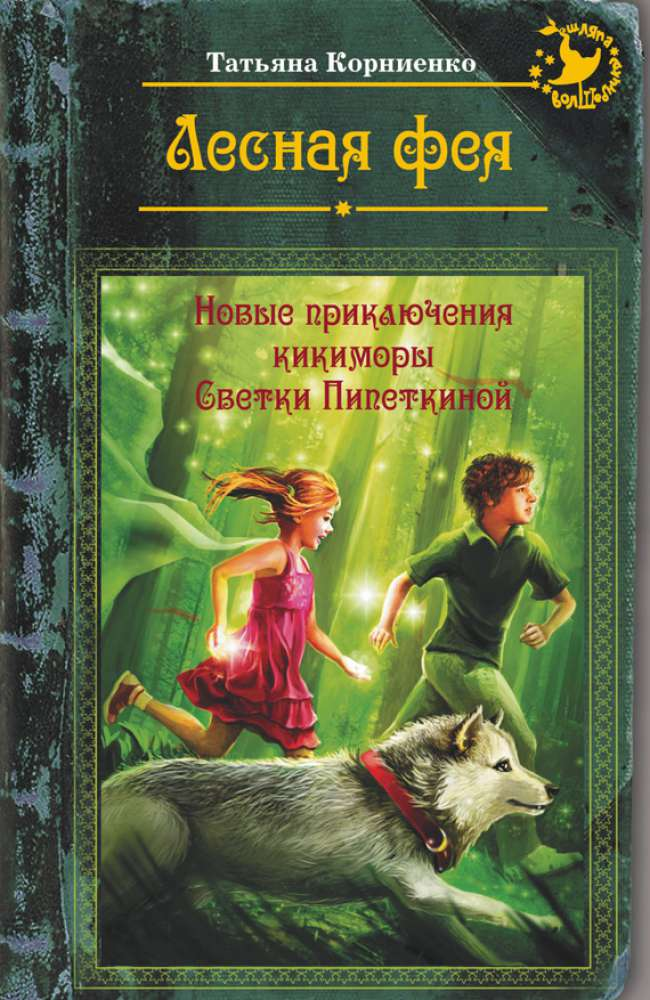 Татьяна Корниенко
Лесная фея
Новые приключения
кикиморы
Светки Пипеткиной